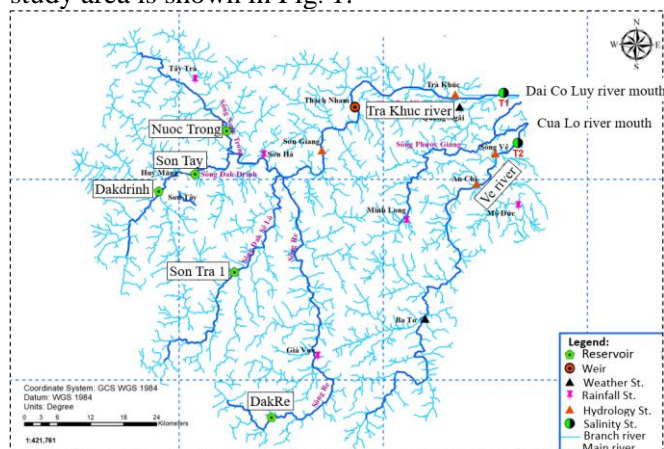 study area is shown in Fig. 1.
N
W
E
S
Tây Trà
Trà Khúc
Dai Co Luy river mouth
T1
Thạch Nham
Trà Khuc river
Cua Lo river mouth
Nuoc Trong
Sơn Giang
Sông Phước Giang
Sông Vệ
T2
Sơn Hà
Son Tay
Sông Đak Drinh
Dakdrinh
Sơn Tây
An Chỉ
Ve river
Minh Long
Mộ Đức
Sông Re
Son Tra 1
Ba Tơ
Giá Vực
DakRe
Sông Re
Legend:
Reservoir
Weir
Weather St.
Rainfall St.
Hydrology St.
Salinity St.
Branch river
Main river
Coordinate System: GCS WGS 1984
Datum: WGS 1984
Units: Degree
0 3 6 12 18 24
Kilometers
1:421,761